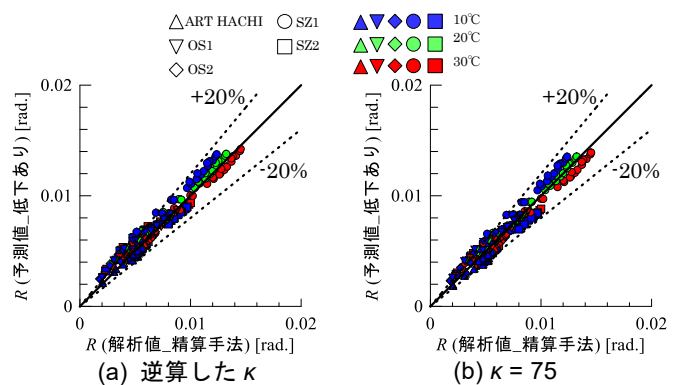 △ART HACHI ○SZ1 10℃
▽OS1 □SZ2 20℃
◇OS2 30℃
0.02
+20%
-20%
0.01
0
R (予測値_低下あり) [rad.]
0 0.01 0.02
R (解析値_精算手法) [rad.]
(a) 逆算した κ
0.02
+20%
-20%
0.01
0
R (予測値_低下あり) [rad.]
0 0.01 0.02
R (解析値_精算手法) [rad.]
(b) κ = 75